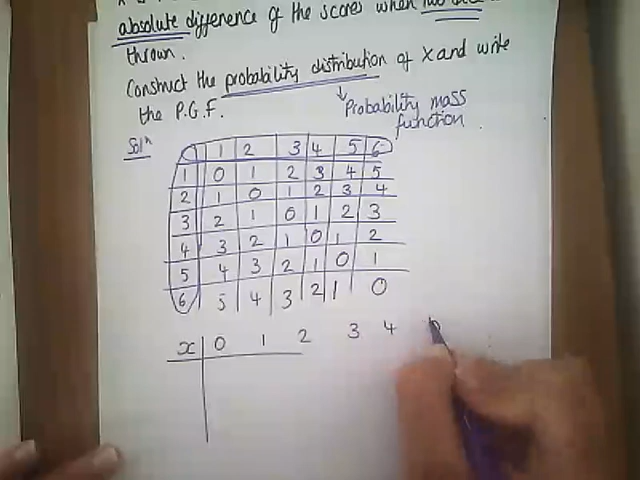 absolute difference of the scores when two
thrown.
Construct the probability distribution of X and write
the P.G.F.
↓ Probability mass
function.
Solⁿ
1 2 3 4 5 6
1 0 1 2 3 4 5
2 1 0 1 2 3 4
3 2 1 0 1 2 3
4 3 2 1 0 1 2
5 4 3 2 1 0 1
6 5 4 3 2 1 0
x 0 1 2 3 4